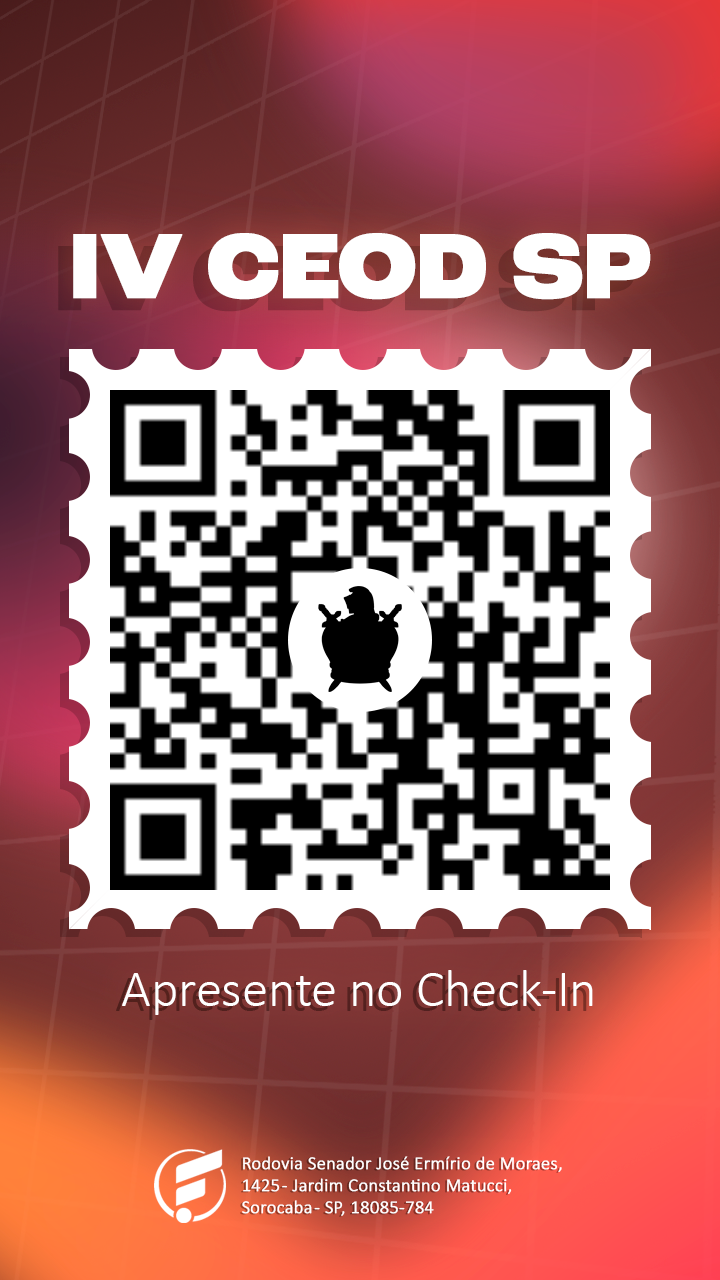 IV CEOD SP
Apresente no Check-In
Rodovia Senador José Ermírio de Moraes,
1425- Jardim Constantino Matucci,
Sorocaba- SP, 18085-784